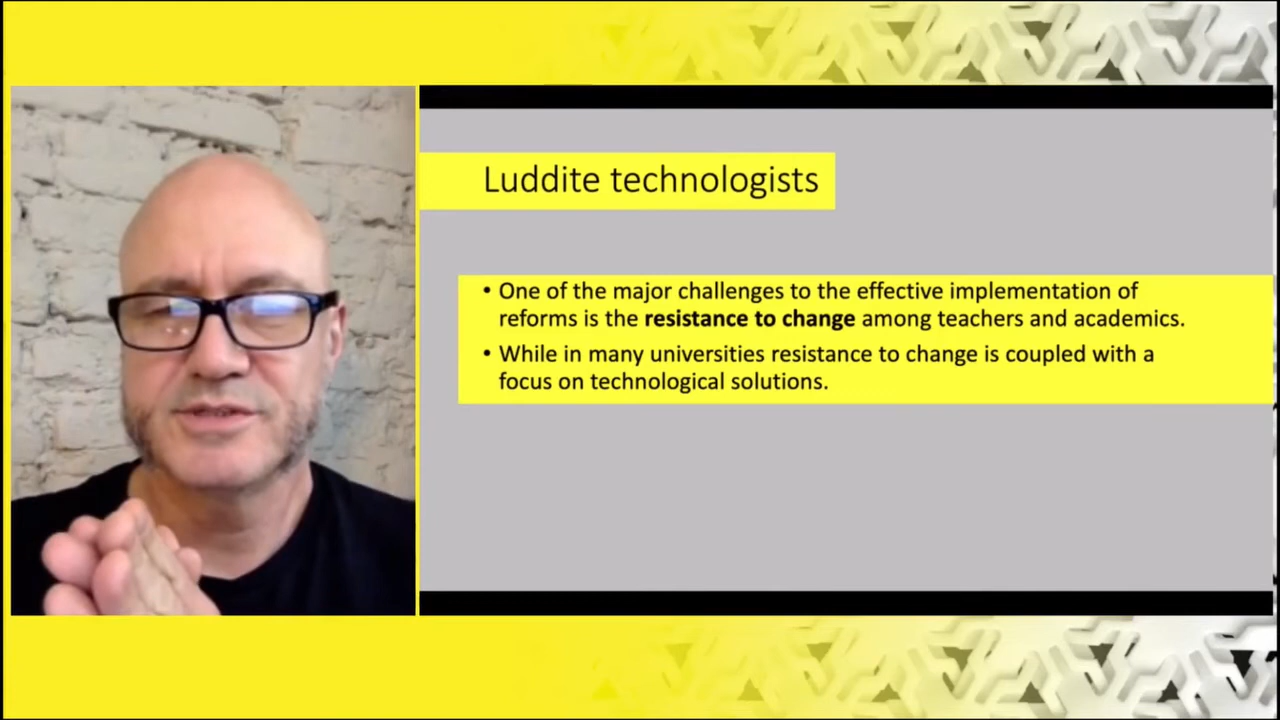 Luddite technologists
• One of the major challenges to the effective implementation of
reforms is the resistance to change among teachers and academics.
• While in many universities resistance to change is coupled with a
focus on technological solutions.